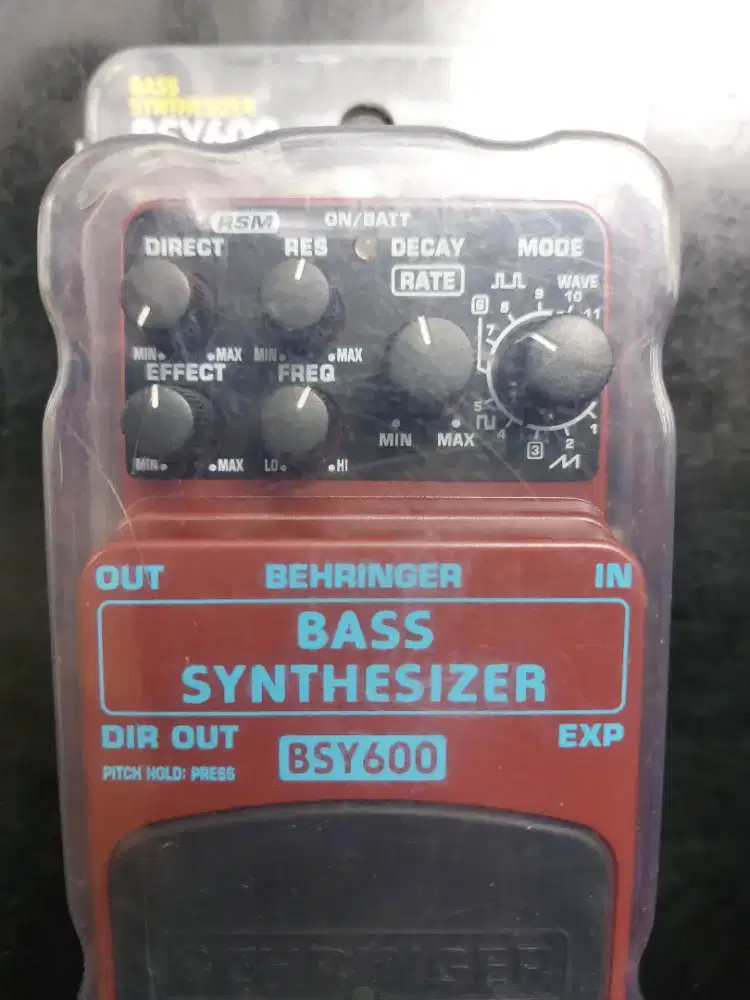 BASS
SYNTHESIZER
BSY600
RSM ON/BATT
DIRECT RES DECAY MODE
RATE WAVE
MIN MAX MIN MAX
EFFECT FREQ
MIN MAX LO HI MIN MAX
1 2 3 4 5 6 7 8 9 10 11
OUT BEHRINGER IN
BASS
SYNTHESIZER
DIR OUT EXP
BSY600
PITCH HOLD: PRESS
BEHRINGER